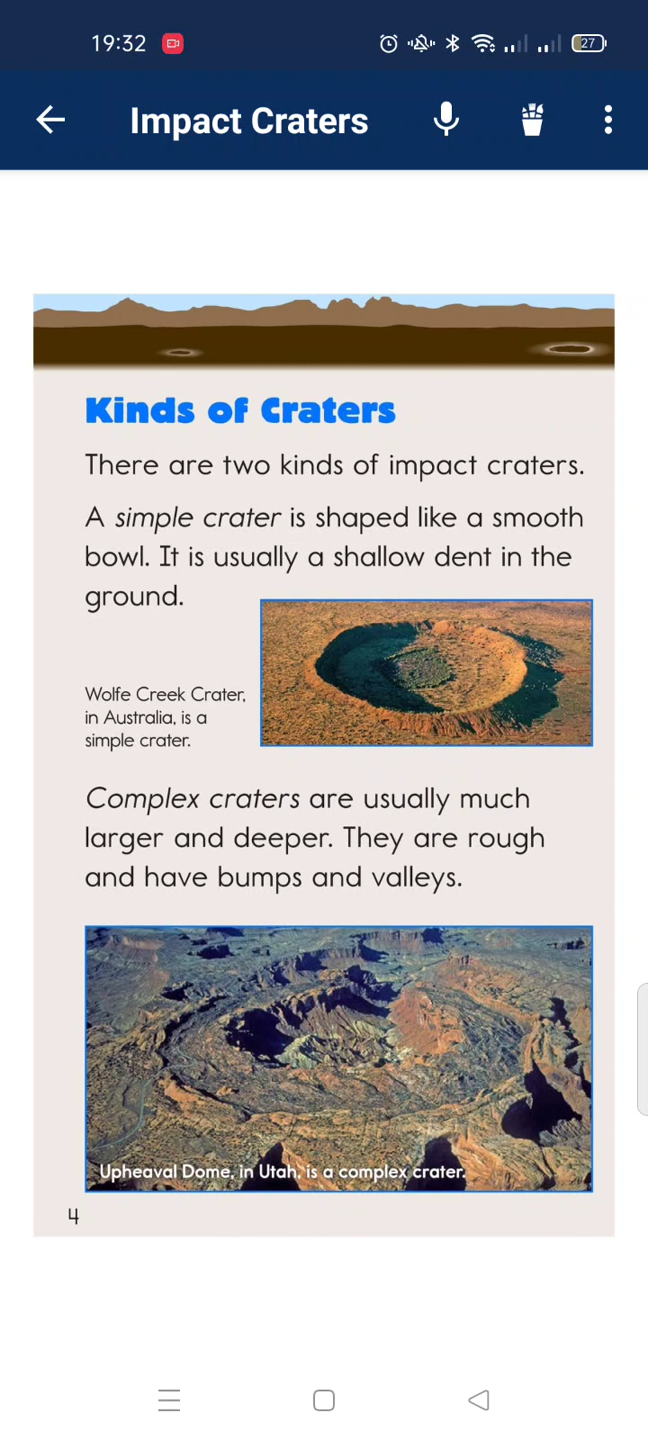 19:32
27
Impact Craters
Kinds of Craters
There are two kinds of impact craters.
A simple crater is shaped like a smooth
bowl. It is usually a shallow dent in the
ground.
Wolfe Creek Crater,
in Australia, is a
simple crater.
Complex craters are usually much
larger and deeper. They are rough
and have bumps and valleys.
Upheaval Dome, in Utah, is a complex crater.
4